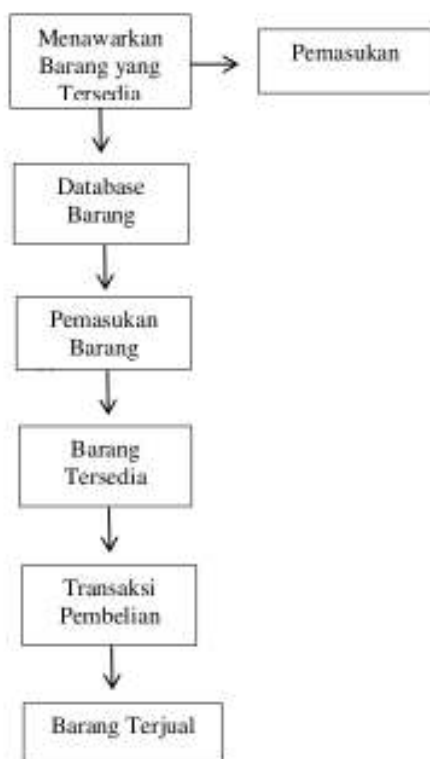 Menawarkan
Barang yang
Tersedia
Pemasukan
Database
Barang
Pemasukan
Barang
Barang
Tersedia
Transaksi
Pembelian
Barang Terjual